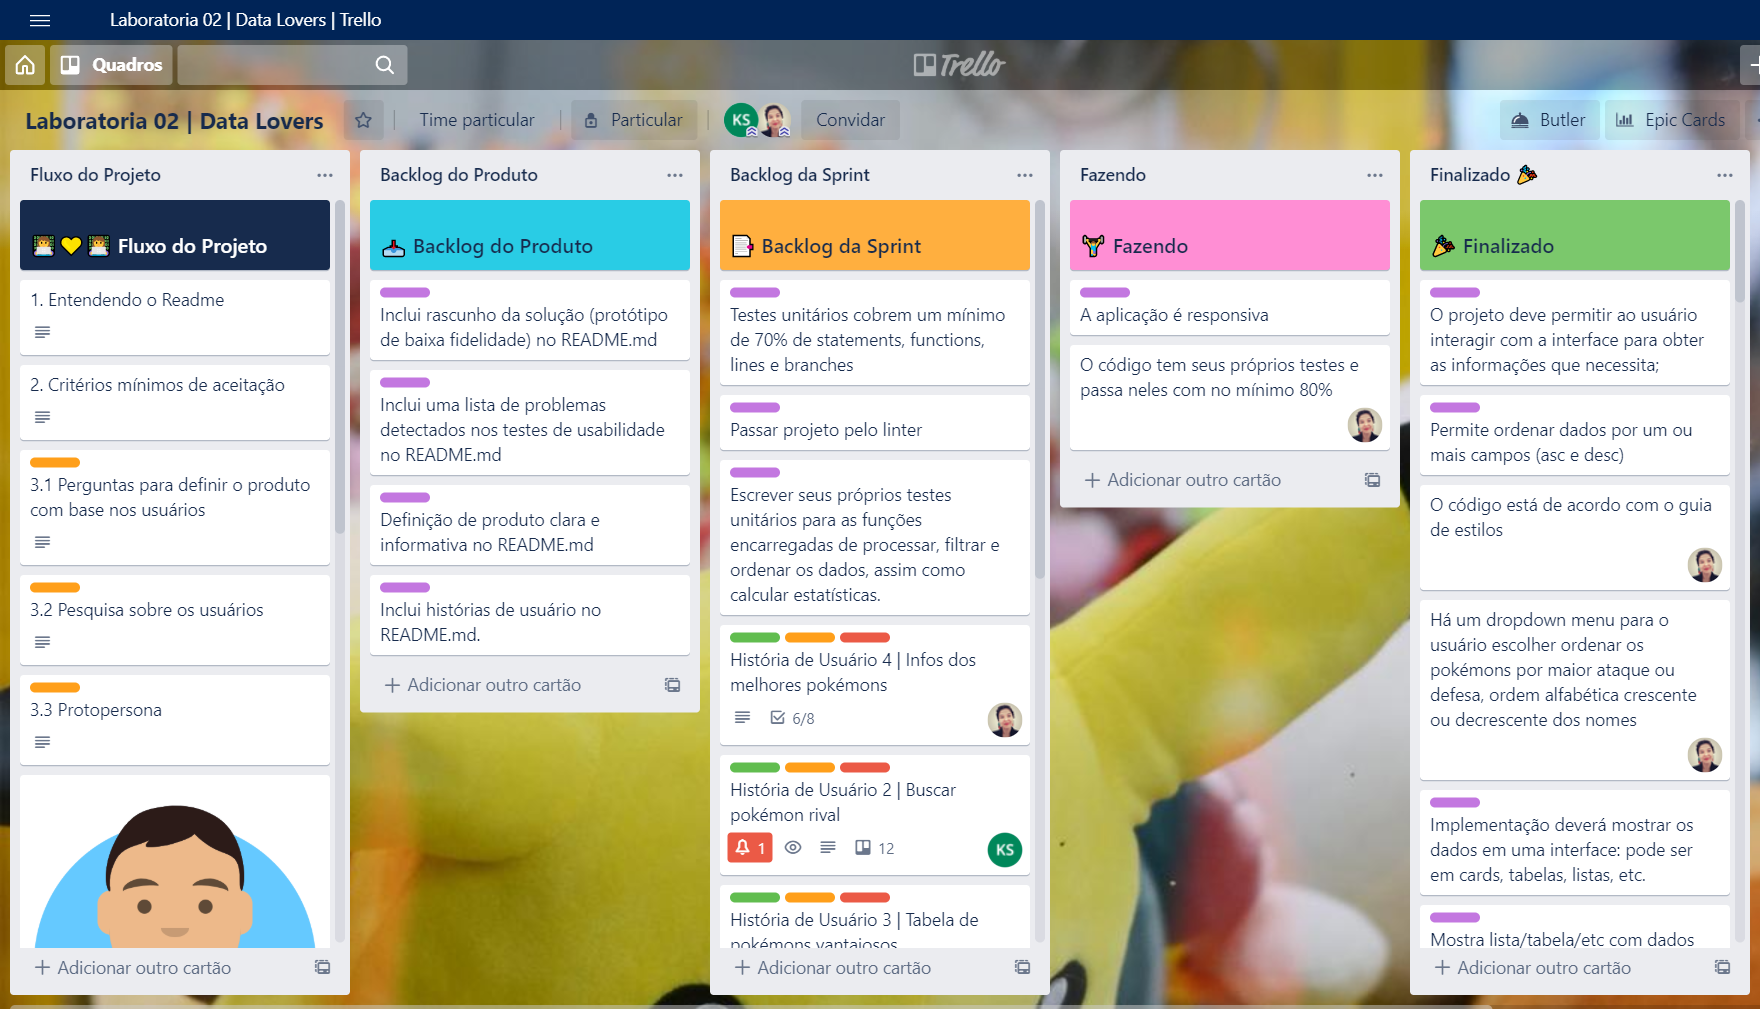 Laboratoria 02 | Data Lovers | Trello
Quadros
Trello
Laboratoria 02 | Data Lovers
Time particular
Particular
KS
Convidar
Butler
Epic Cards
Fluxo do Projeto
Fluxo do Projeto
1. Entendendo o Readme
2. Critérios mínimos de aceitação
3.1 Perguntas para definir o produto
com base nos usuários
3.2 Pesquisa sobre os usuários
3.3 Protopersona
Adicionar outro cartão
Backlog do Produto
Backlog do Produto
Inclui rascunho da solução (protótipo
de baixa fidelidade) no README.md
Inclui uma lista de problemas
detectados nos testes de usabilidade
no README.md
Definição de produto clara e
informativa no README.md
Inclui histórias de usuário no
README.md.
Adicionar outro cartão
Backlog da Sprint
Backlog da Sprint
Testes unitários cobrem um mínimo
de 70% de statements, functions,
lines e branches
Passar projeto pelo linter
Escrever seus próprios testes
unitários para as funções
encarregadas de processar, filtrar e
ordenar os dados, assim como
calcular estatísticas.
História de Usuário 4 | Infos dos
melhores pokémons
6/8
História de Usuário 2 | Buscar
pokémon rival
1
12
KS
História de Usuário 3 | Tabela de
pokémons vantajosos
Adicionar outro cartão
Fazendo
Fazendo
A aplicação é responsiva
O código tem seus próprios testes e
passa neles com no mínimo 80%
Adicionar outro cartão
Finalizado
Finalizado
O projeto deve permitir ao usuário
interagir com a interface para obter
as informações que necessita;
Permite ordenar dados por um ou
mais campos (asc e desc)
O código está de acordo com o guia
de estilos
Há um dropdown menu para o
usuário escolher ordenar os
pokémons por maior ataque ou
defesa, ordem alfabética crescente
ou decrescente dos nomes
Implementação deverá mostrar os
dados em uma interface: pode ser
em cards, tabelas, listas, etc.
Mostra lista/tabela/etc com dados
Adicionar outro cartão